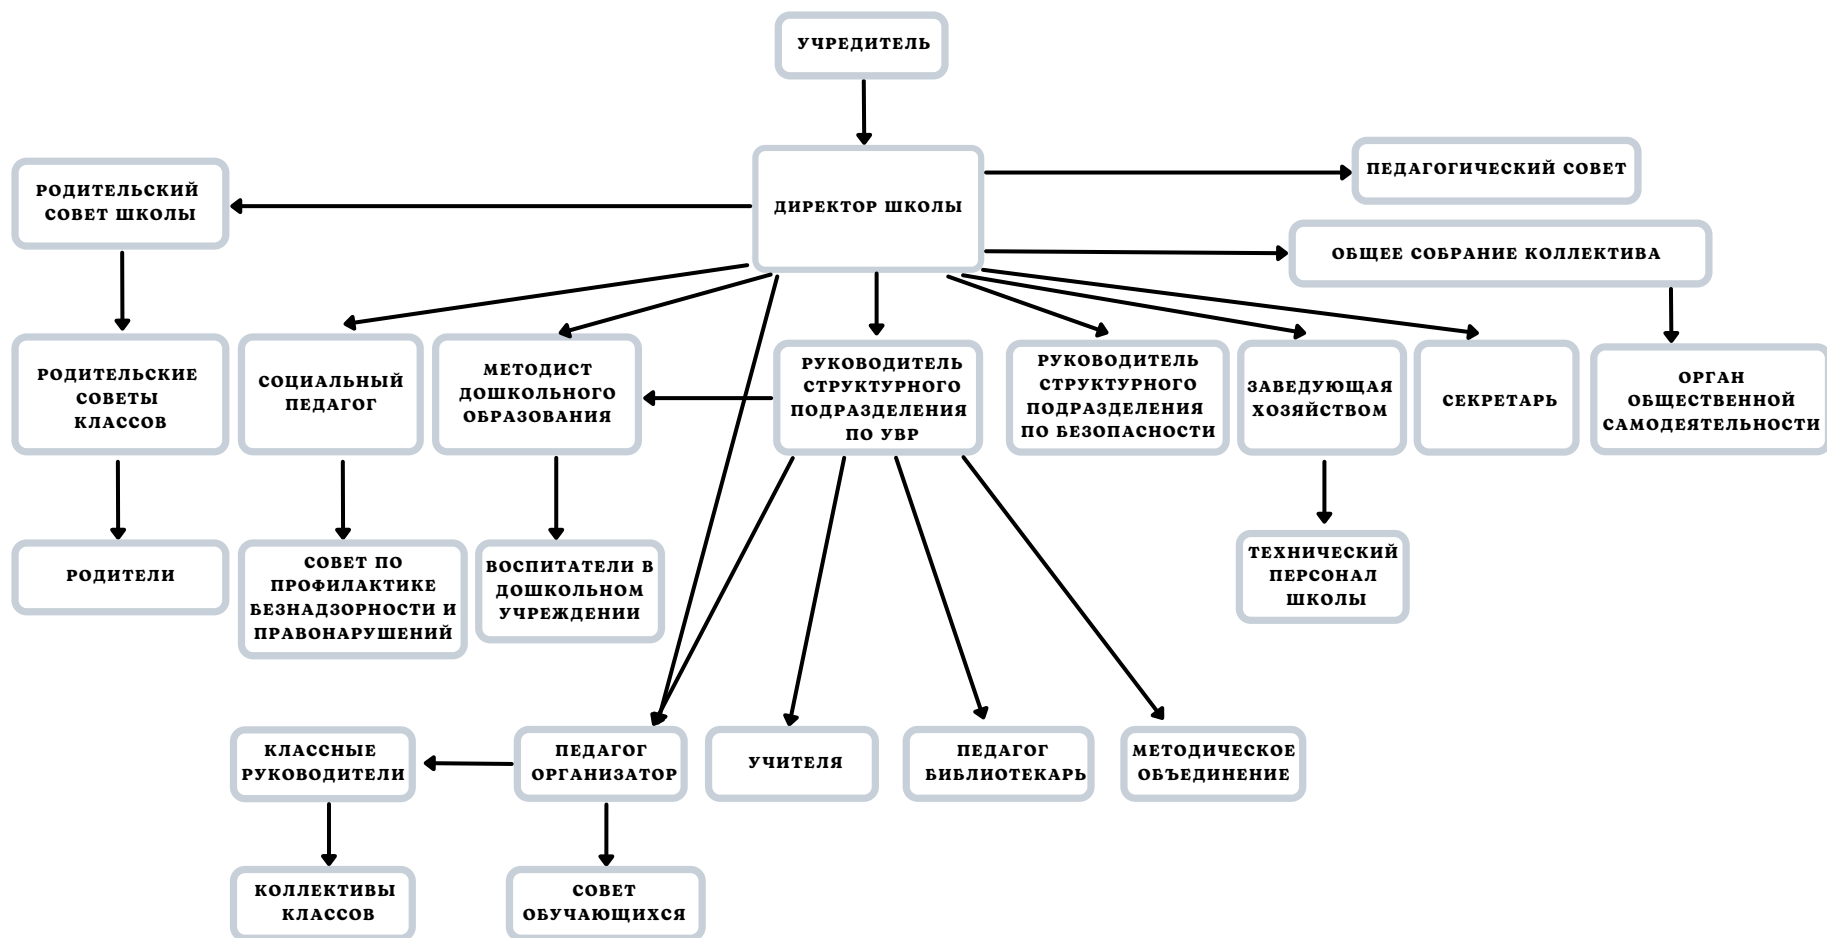 УЧРЕДИТЕЛЬ
ДИРЕКТОР ШКОЛЫ
ПЕДАГОГИЧЕСКИЙ СОВЕТ
РОДИТЕЛЬСКИЙ
СОВЕТ ШКОЛЫ
ОБЩЕЕ СОБРАНИЕ КОЛЛЕКТИВА
РОДИТЕЛЬСКИЕ
СОВЕТЫ
КЛАССОВ
СОЦИАЛЬНЫЙ
ПЕДАГОГ
МЕТОДИСТ
ДОШКОЛЬНОГО
ОБРАЗОВАНИЯ
РУКОВОДИТЕЛЬ
СТРУКТУРНОГО
ПОДРАЗДЕЛЕНИЯ
ПО УВР
РУКОВОДИТЕЛЬ
СТРУКТУРНОГО
ПОДРАЗДЕЛЕНИЯ
ПО БЕЗОПАСНОСТИ
ЗАВЕДУЮЩАЯ
ХОЗЯЙСТВОМ
СЕКРЕТАРЬ
ОРГАН
ОБЩЕСТВЕННОЙ
САМОДЕЯТЕЛЬНОСТИ
РОДИТЕЛИ
СОВЕТ ПО
ПРОФИЛАКТИКЕ
БЕЗНАДЗОРНОСТИ И
ПРАВОНАРУШЕНИЙ
ВОСПИТАТЕЛИ В
ДОШКОЛЬНОМ
УЧРЕЖДЕНИИ
ТЕХНИЧЕСКИЙ
ПЕРСОНАЛ
ШКОЛЫ
КЛАССНЫЕ
РУКОВОДИТЕЛИ
ПЕДАГОГ
ОРГАНИЗАТОР
УЧИТЕЛЯ
ПЕДАГОГ
БИБЛИОТЕКАРЬ
МЕТОДИЧЕСКОЕ
ОБЪЕДИНЕНИЕ
КОЛЛЕКТИВЫ
КЛАССОВ
СОВЕТ
ОБУЧАЮЩИХСЯ